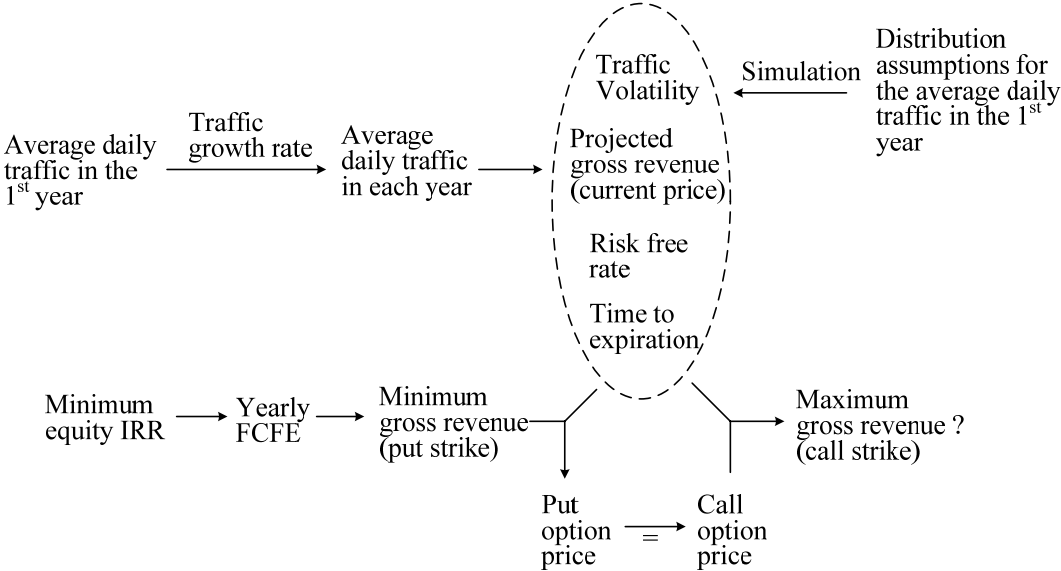 Average daily
traffic in the
1st year
Traffic
growth rate
Average
daily traffic
in each year
Traffic
Volatility
Projected
gross revenue
(current price)
Risk free
rate
Time to
expiration
Simulation
Distribution
assumptions for
the average daily
traffic in the 1st
year
Minimum
equity IRR
Yearly
FCFE
Minimum
gross revenue
(put strike)
Maximum
gross revenue ?
(call strike)
Put
option
price
=
Call
option
price